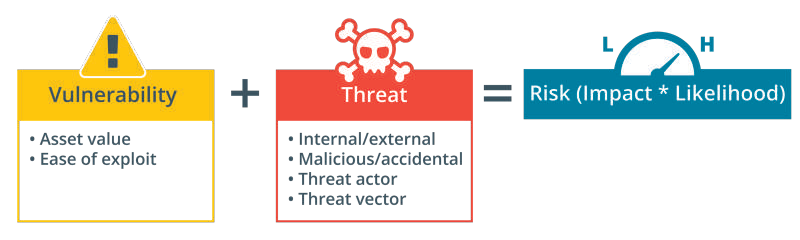 !
Vulnerability
• Asset value
• Ease of exploit
+
Threat
• Internal/external
• Malicious/accidental
• Threat actor
• Threat vector
=
L H
Risk (Impact * Likelihood)